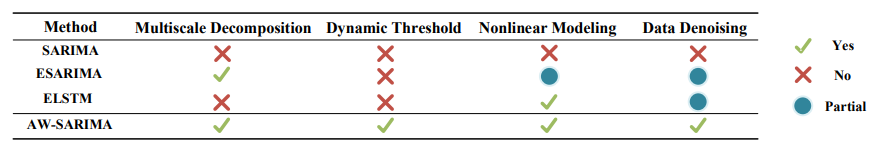 Method Multiscale Decomposition Dynamic Threshold Nonlinear Modeling Data Denoising
SARIMA
ESARIMA
ELSTM
AW-SARIMA
Yes
No
Partial